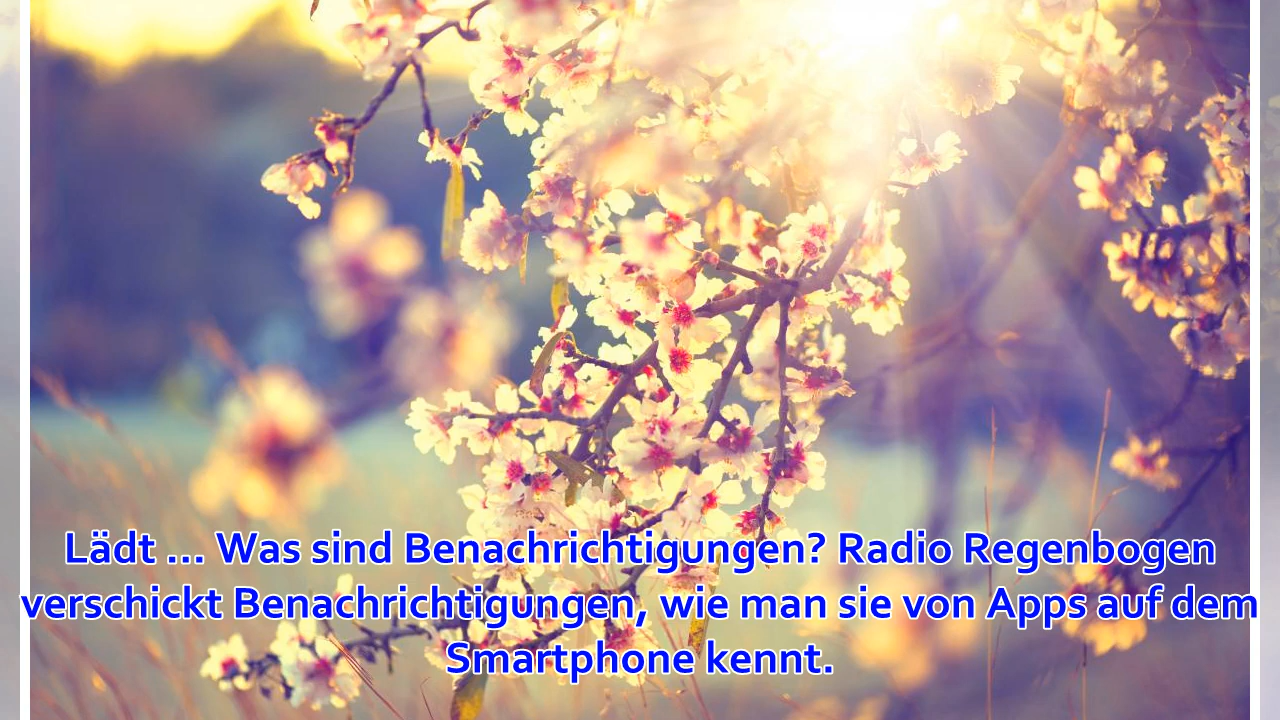 Lädt ... Was sind Benachrichtigungen? Radio Regenbogen
verschickt Benachrichtigungen, wie man sie von Apps auf dem
Smartphone kennt.